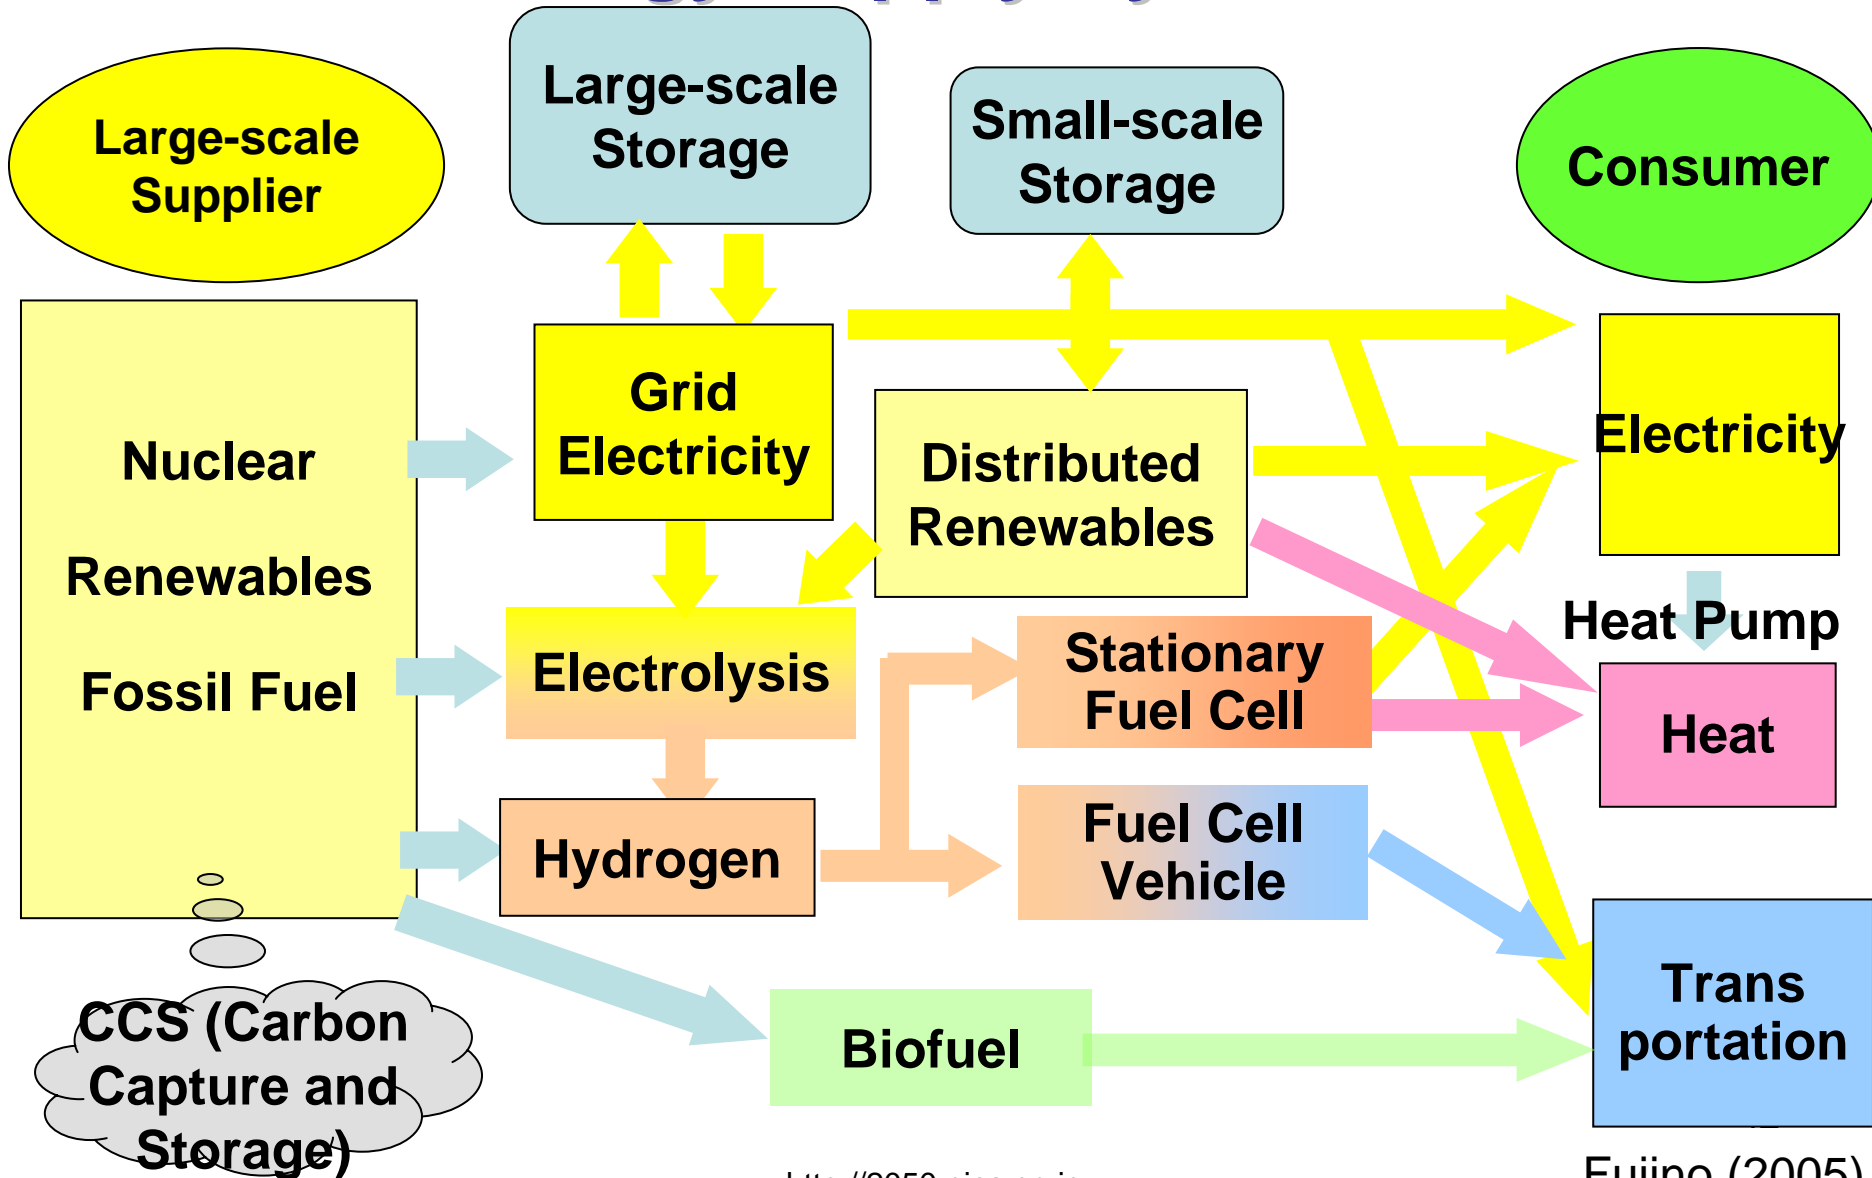 Large-scale
Supplier
Large-scale
Storage
Small-scale
Storage
Consumer
Nuclear
Renewables
Fossil Fuel
Grid
Electricity
Distributed
Renewables
Electricity
Heat Pump
Electrolysis
Stationary
Fuel Cell
Heat
Hydrogen
Fuel Cell
Vehicle
Trans
portation
Biofuel
CCS (Carbon
Capture and
Storage)
Fujino (2005)